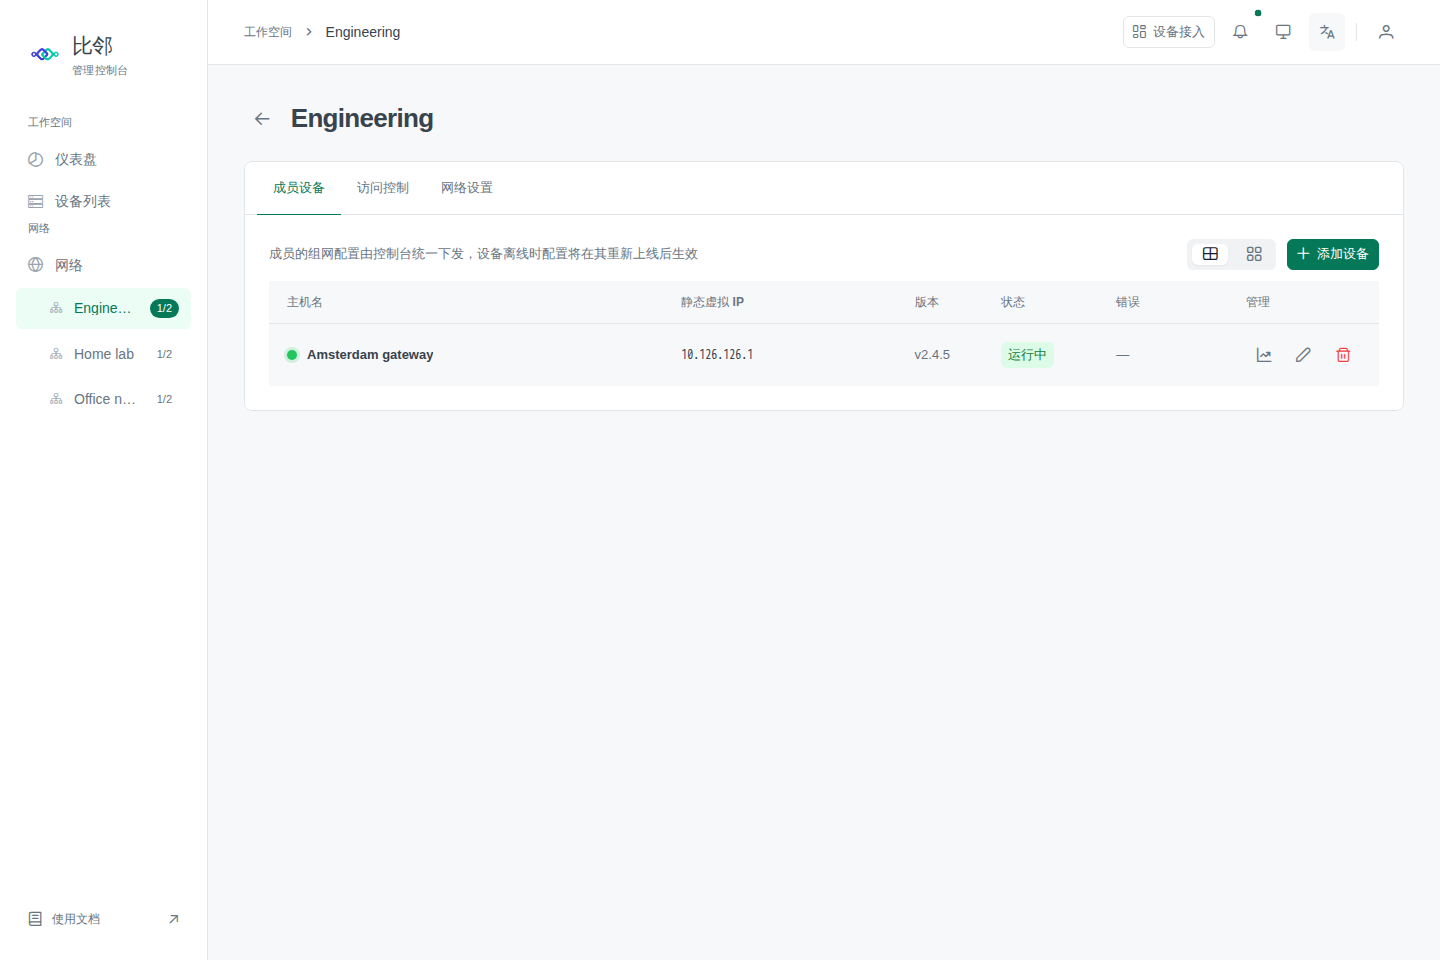 比邻
管理控制台
工作空间
仪表盘
设备列表
网络
网络
Engine… 1/2
Home lab 1/2
Office n… 1/2
使用文档
工作空间 > Engineering
设备接入
Engineering
成员设备 访问控制 网络设置
成员的组网配置由控制台统一下发，设备离线时配置将在其重新上线后生效
添加设备
主机名 静态虚拟 IP 版本 状态 错误 管理
Amsterdam gateway 10.126.126.1 v2.4.5 运行中 —